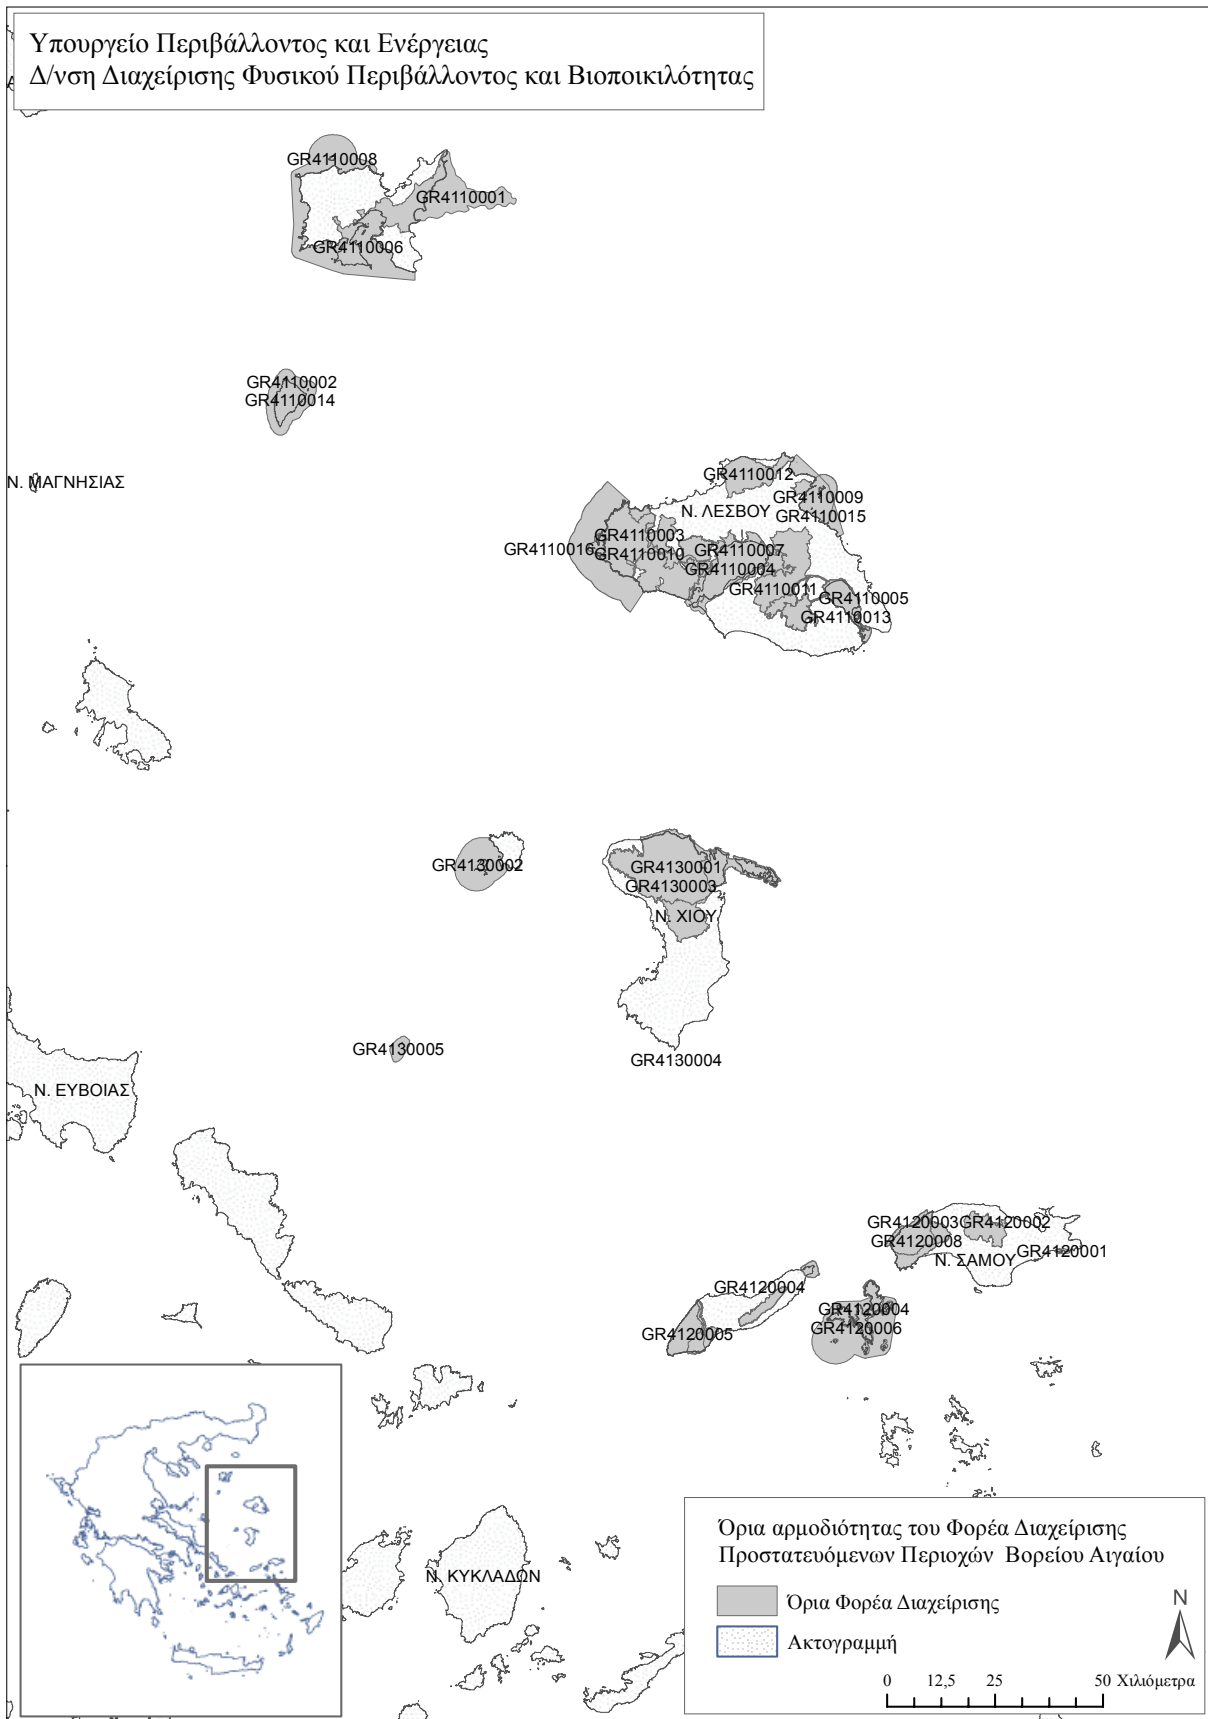 Υπουργείο Περιβάλλοντος και Ενέργειας
Δ/νση Διαχείρισης Φυσικού Περιβάλλοντος και Βιοποικιλότητας
GR4110008
GR4110001
GR4110006
GR4110002
GR4110014
Ν. ΜΑΓΝΗΣΙΑΣ
GR4110012
GR4110009
Ν. ΛΕΣΒΟΥ
GR4110015
GR4110003
GR4110016
GR4110010
GR4110007
GR4110004
GR4110011
GR4110005
GR4110013
GR4130002
GR4130001
GR4130003
Ν. ΧΙΟΥ
GR4130005
GR4130004
Ν. ΕΥΒΟΙΑΣ
GR4120003
GR4120002
GR4120008
GR4120001
Ν. ΣΑΜΟΥ
GR4120004
GR4120004
GR4120006
GR4120005
Ν. ΚΥΚΛΑΔΩΝ
Όρια αρμοδιότητας του Φορέα Διαχείρισης
Προστατευόμενων Περιοχών Βορείου Αιγαίου
Όρια Φορέα Διαχείρισης
Ακτογραμμή
N
0 12,5 25 50 Χιλιόμετρα